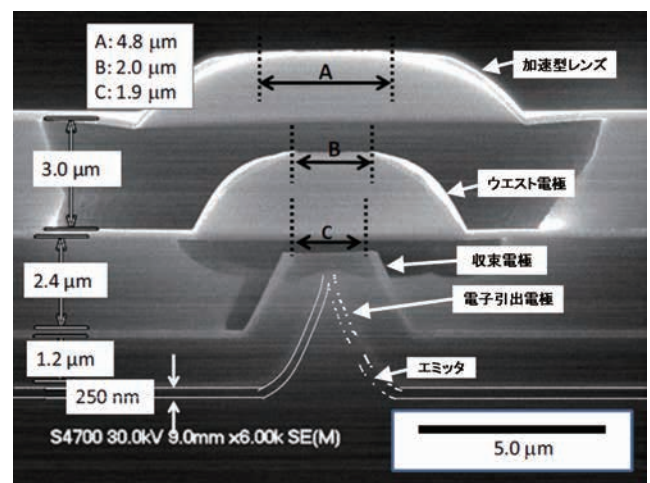 A: 4.8 μm
B: 2.0 μm
C: 1.9 μm
A
加速型レンズ
3.0 μm
B
ウエスト電極
C
収束電極
2.4 μm
電子引出電極
1.2 μm
エミッタ
250 nm
S4700 30.0kV 9.0mm x6.00k SE(M)
5.0 μm